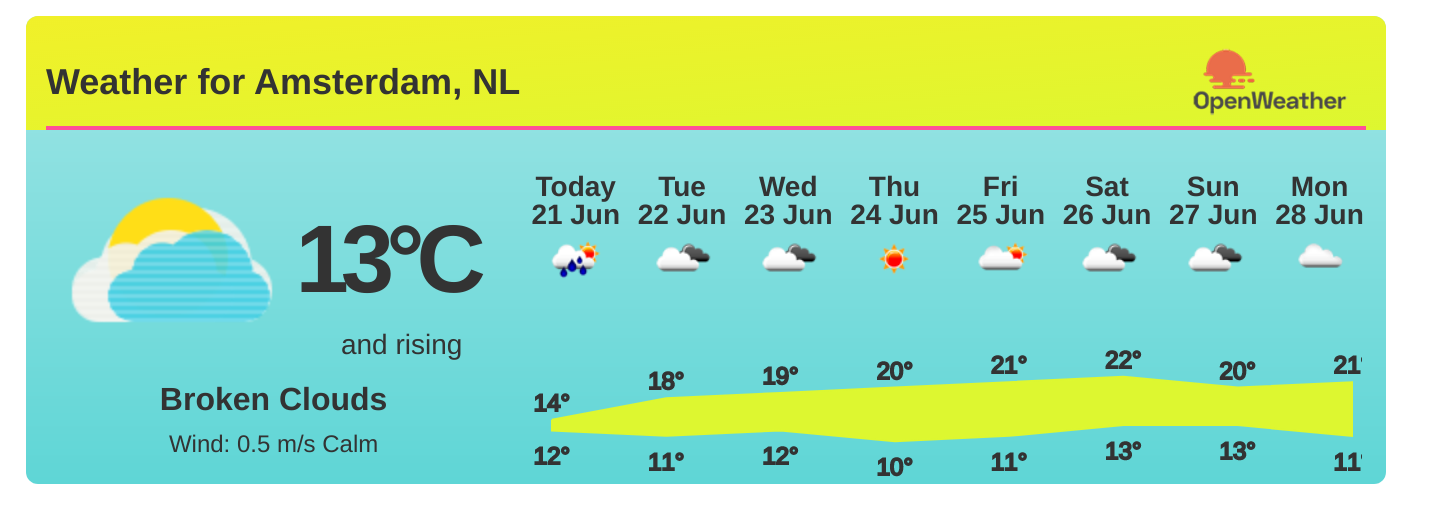 Weather for Amsterdam, NL
OpenWeather
13°C
and rising
Broken Clouds
Wind: 0.5 m/s Calm
Today Tue Wed Thu Fri Sat Sun Mon
21 Jun 22 Jun 23 Jun 24 Jun 25 Jun 26 Jun 27 Jun 28 Jun
14° 18° 19° 20° 21° 22° 20° 21°
12° 11° 12° 10° 11° 13° 13° 11°